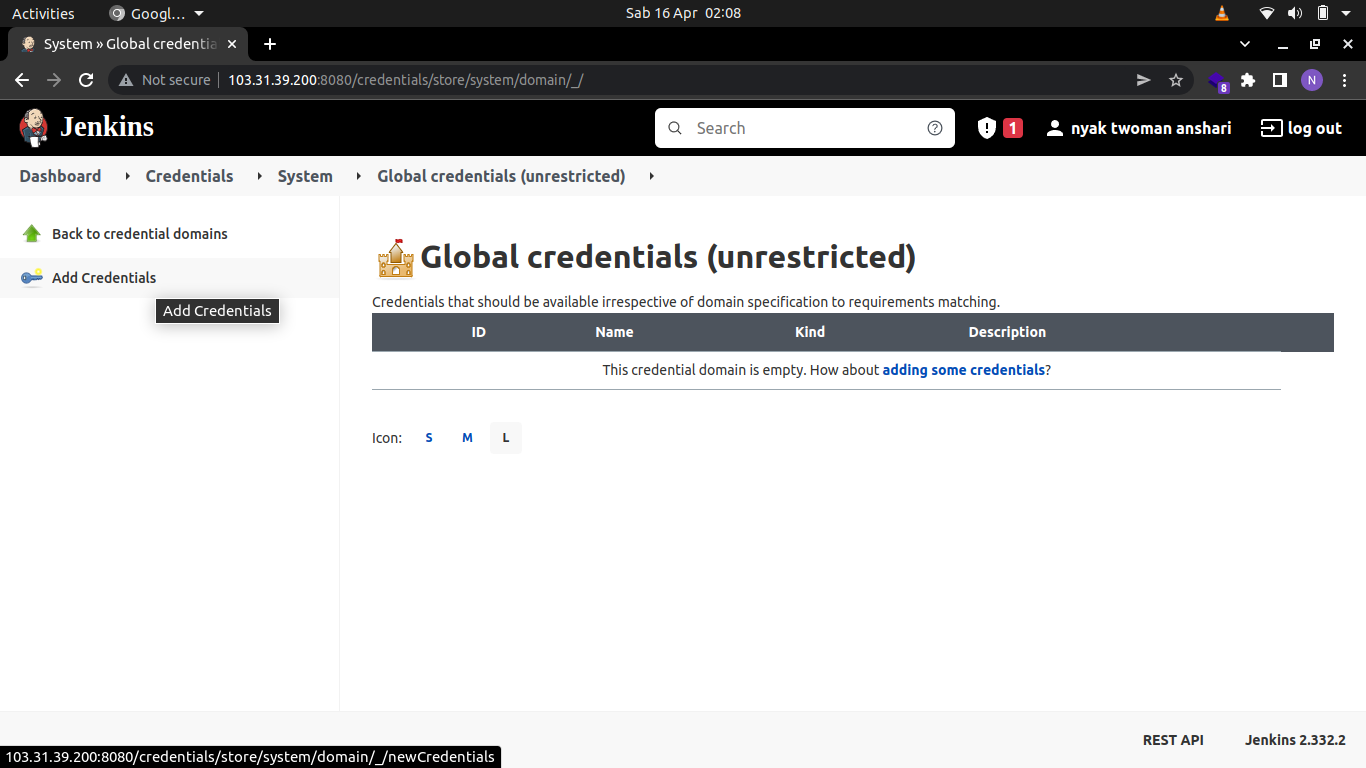 Activities Googl… Sab 16 Apr 02:08
System » Global credentia
Not secure 103.31.39.200:8080/credentials/store/system/domain/_/ 8 N
Jenkins Search 1 nyak twoman anshari log out
Dashboard Credentials System Global credentials (unrestricted)
Back to credential domains
Add Credentials
Add Credentials
Global credentials (unrestricted)
Credentials that should be available irrespective of domain specification to requirements matching.
ID Name Kind Description
This credential domain is empty. How about adding some credentials?
Icon: S M L
REST API Jenkins 2.332.2
103.31.39.200:8080/credentials/store/system/domain/_/newCredentials